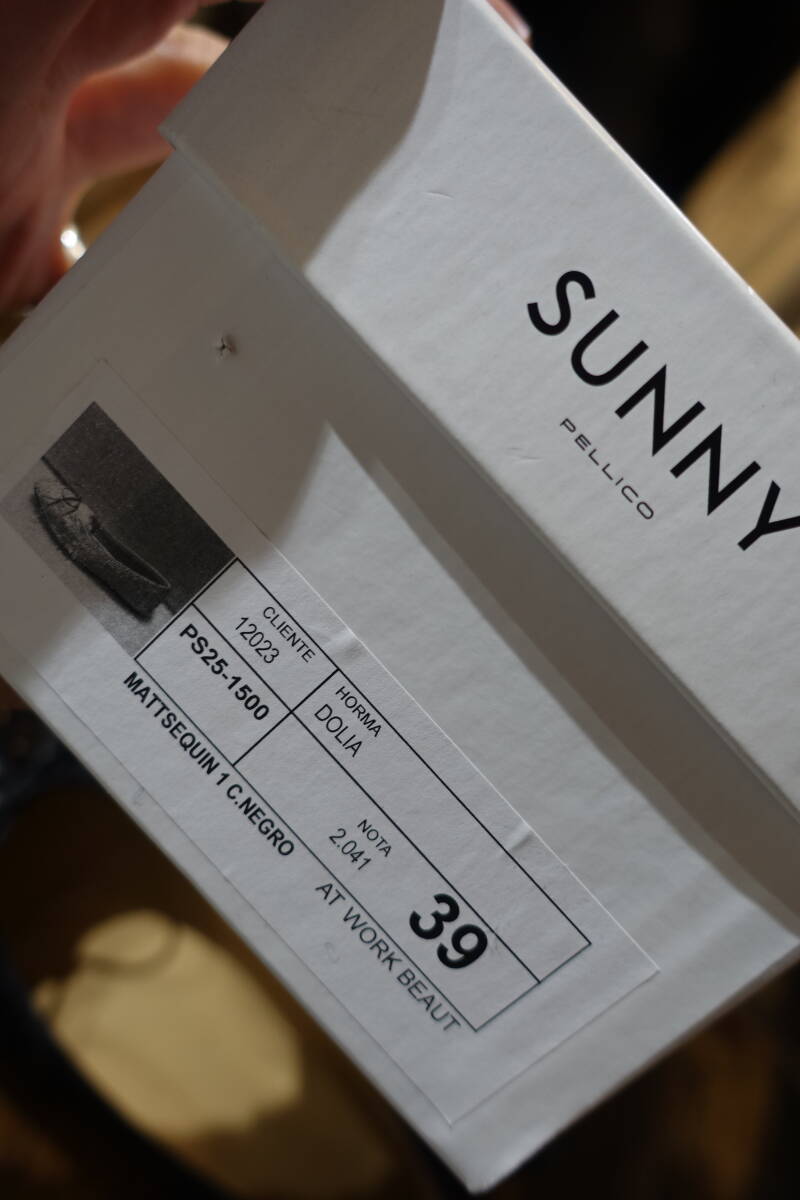 SUNNY
PELLICO
CLIENTE
12023
HORMA
DOLIA
PS25-1500
NOTA
2.041
39
MATTSEQUIN 1 C.NEGRO
AT WORK BEAUT